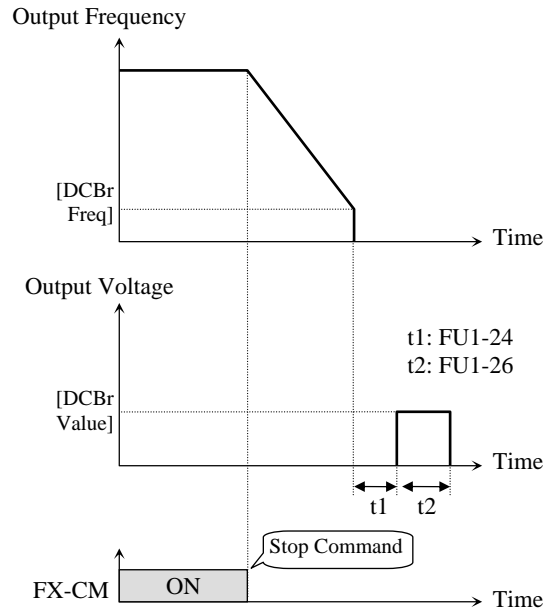 Output Frequency
[DCBr
Freq]
Time
Output Voltage
t1: FU1-24
t2: FU1-26
[DCBr
Value]
Time
t1 t2
Stop Command
FX-CM ON
Time